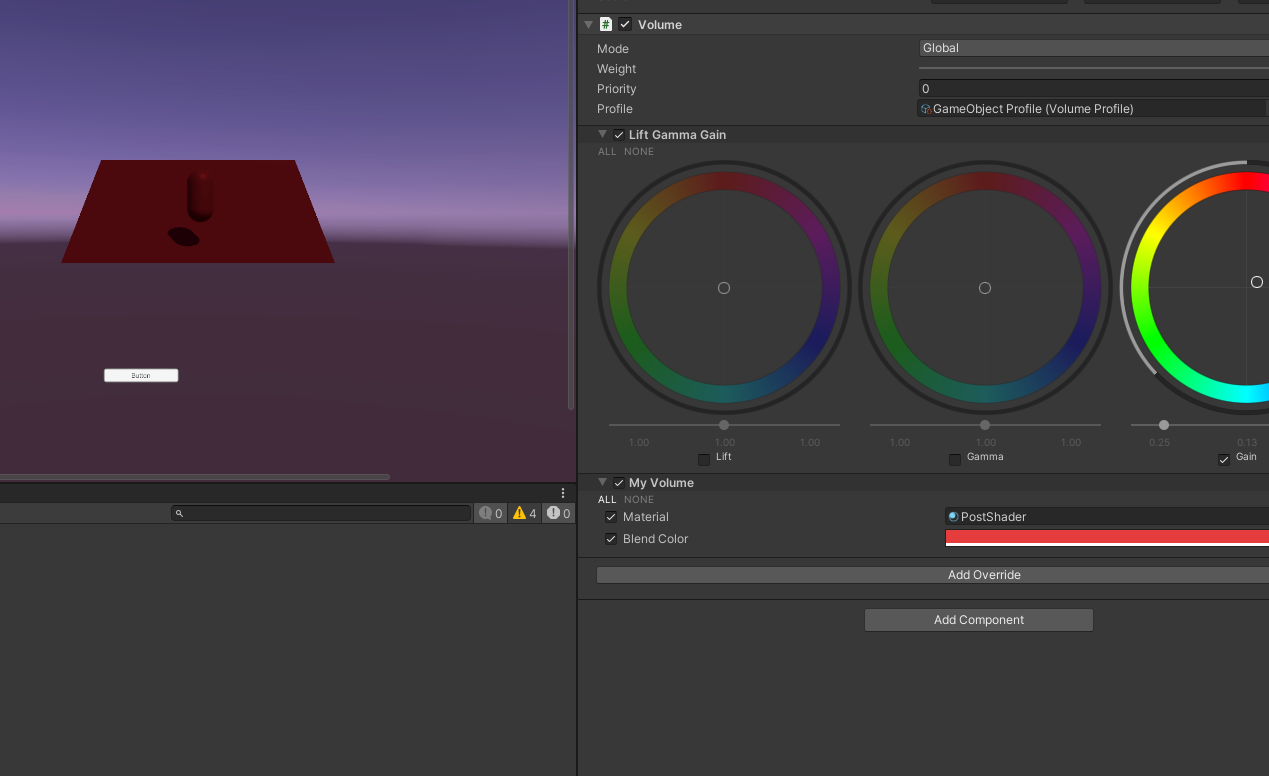 Volume
Mode
Global
Weight
Priority
0
Profile
GameObject Profile (Volume Profile)
Lift Gamma Gain
ALL NONE
1.00 1.00 1.00
Lift
1.00 1.00 1.00
Gamma
0.25 0.13
Gain
Button
My Volume
ALL NONE
0 4 0
Material
PostShader
Blend Color
Add Override
Add Component